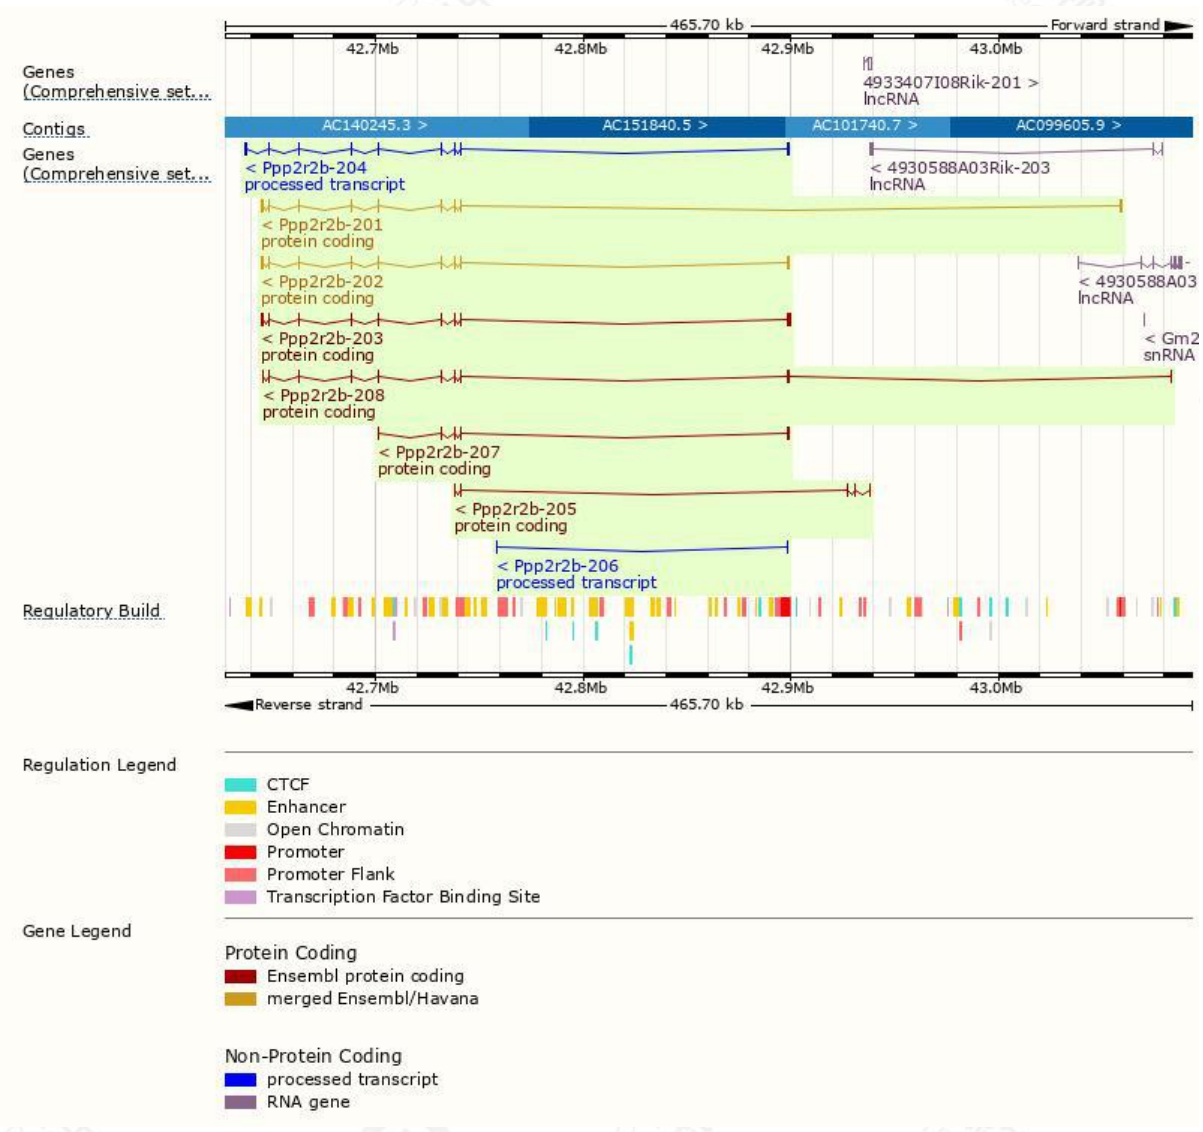 465.70 kb Forward strand
42.7Mb 42.8Mb 42.9Mb 43.0Mb
Genes
(Comprehensive set...
4933407I08Rik-201 >
lncRNA
Contigs
AC140245.3 > AC151840.5 > AC101740.7 > AC099605.9 >
Genes
(Comprehensive set...
< Ppp2r2b-204
processed transcript
< 4930588A03Rik-203
lncRNA
< Ppp2r2b-201
protein coding
< Ppp2r2b-202
protein coding
< 4930588A03
lncRNA
< Ppp2r2b-203
protein coding
< Gm2
snRNA
< Ppp2r2b-208
protein coding
< Ppp2r2b-207
protein coding
< Ppp2r2b-205
protein coding
< Ppp2r2b-206
processed transcript
Regulatory Build
42.7Mb 42.8Mb 42.9Mb 43.0Mb
Reverse strand 465.70 kb
Regulation Legend
CTCF
Enhancer
Open Chromatin
Promoter
Promoter Flank
Transcription Factor Binding Site
Gene Legend
Protein Coding
Ensembl protein coding
merged Ensembl/Havana
Non-Protein Coding
processed transcript
RNA gene